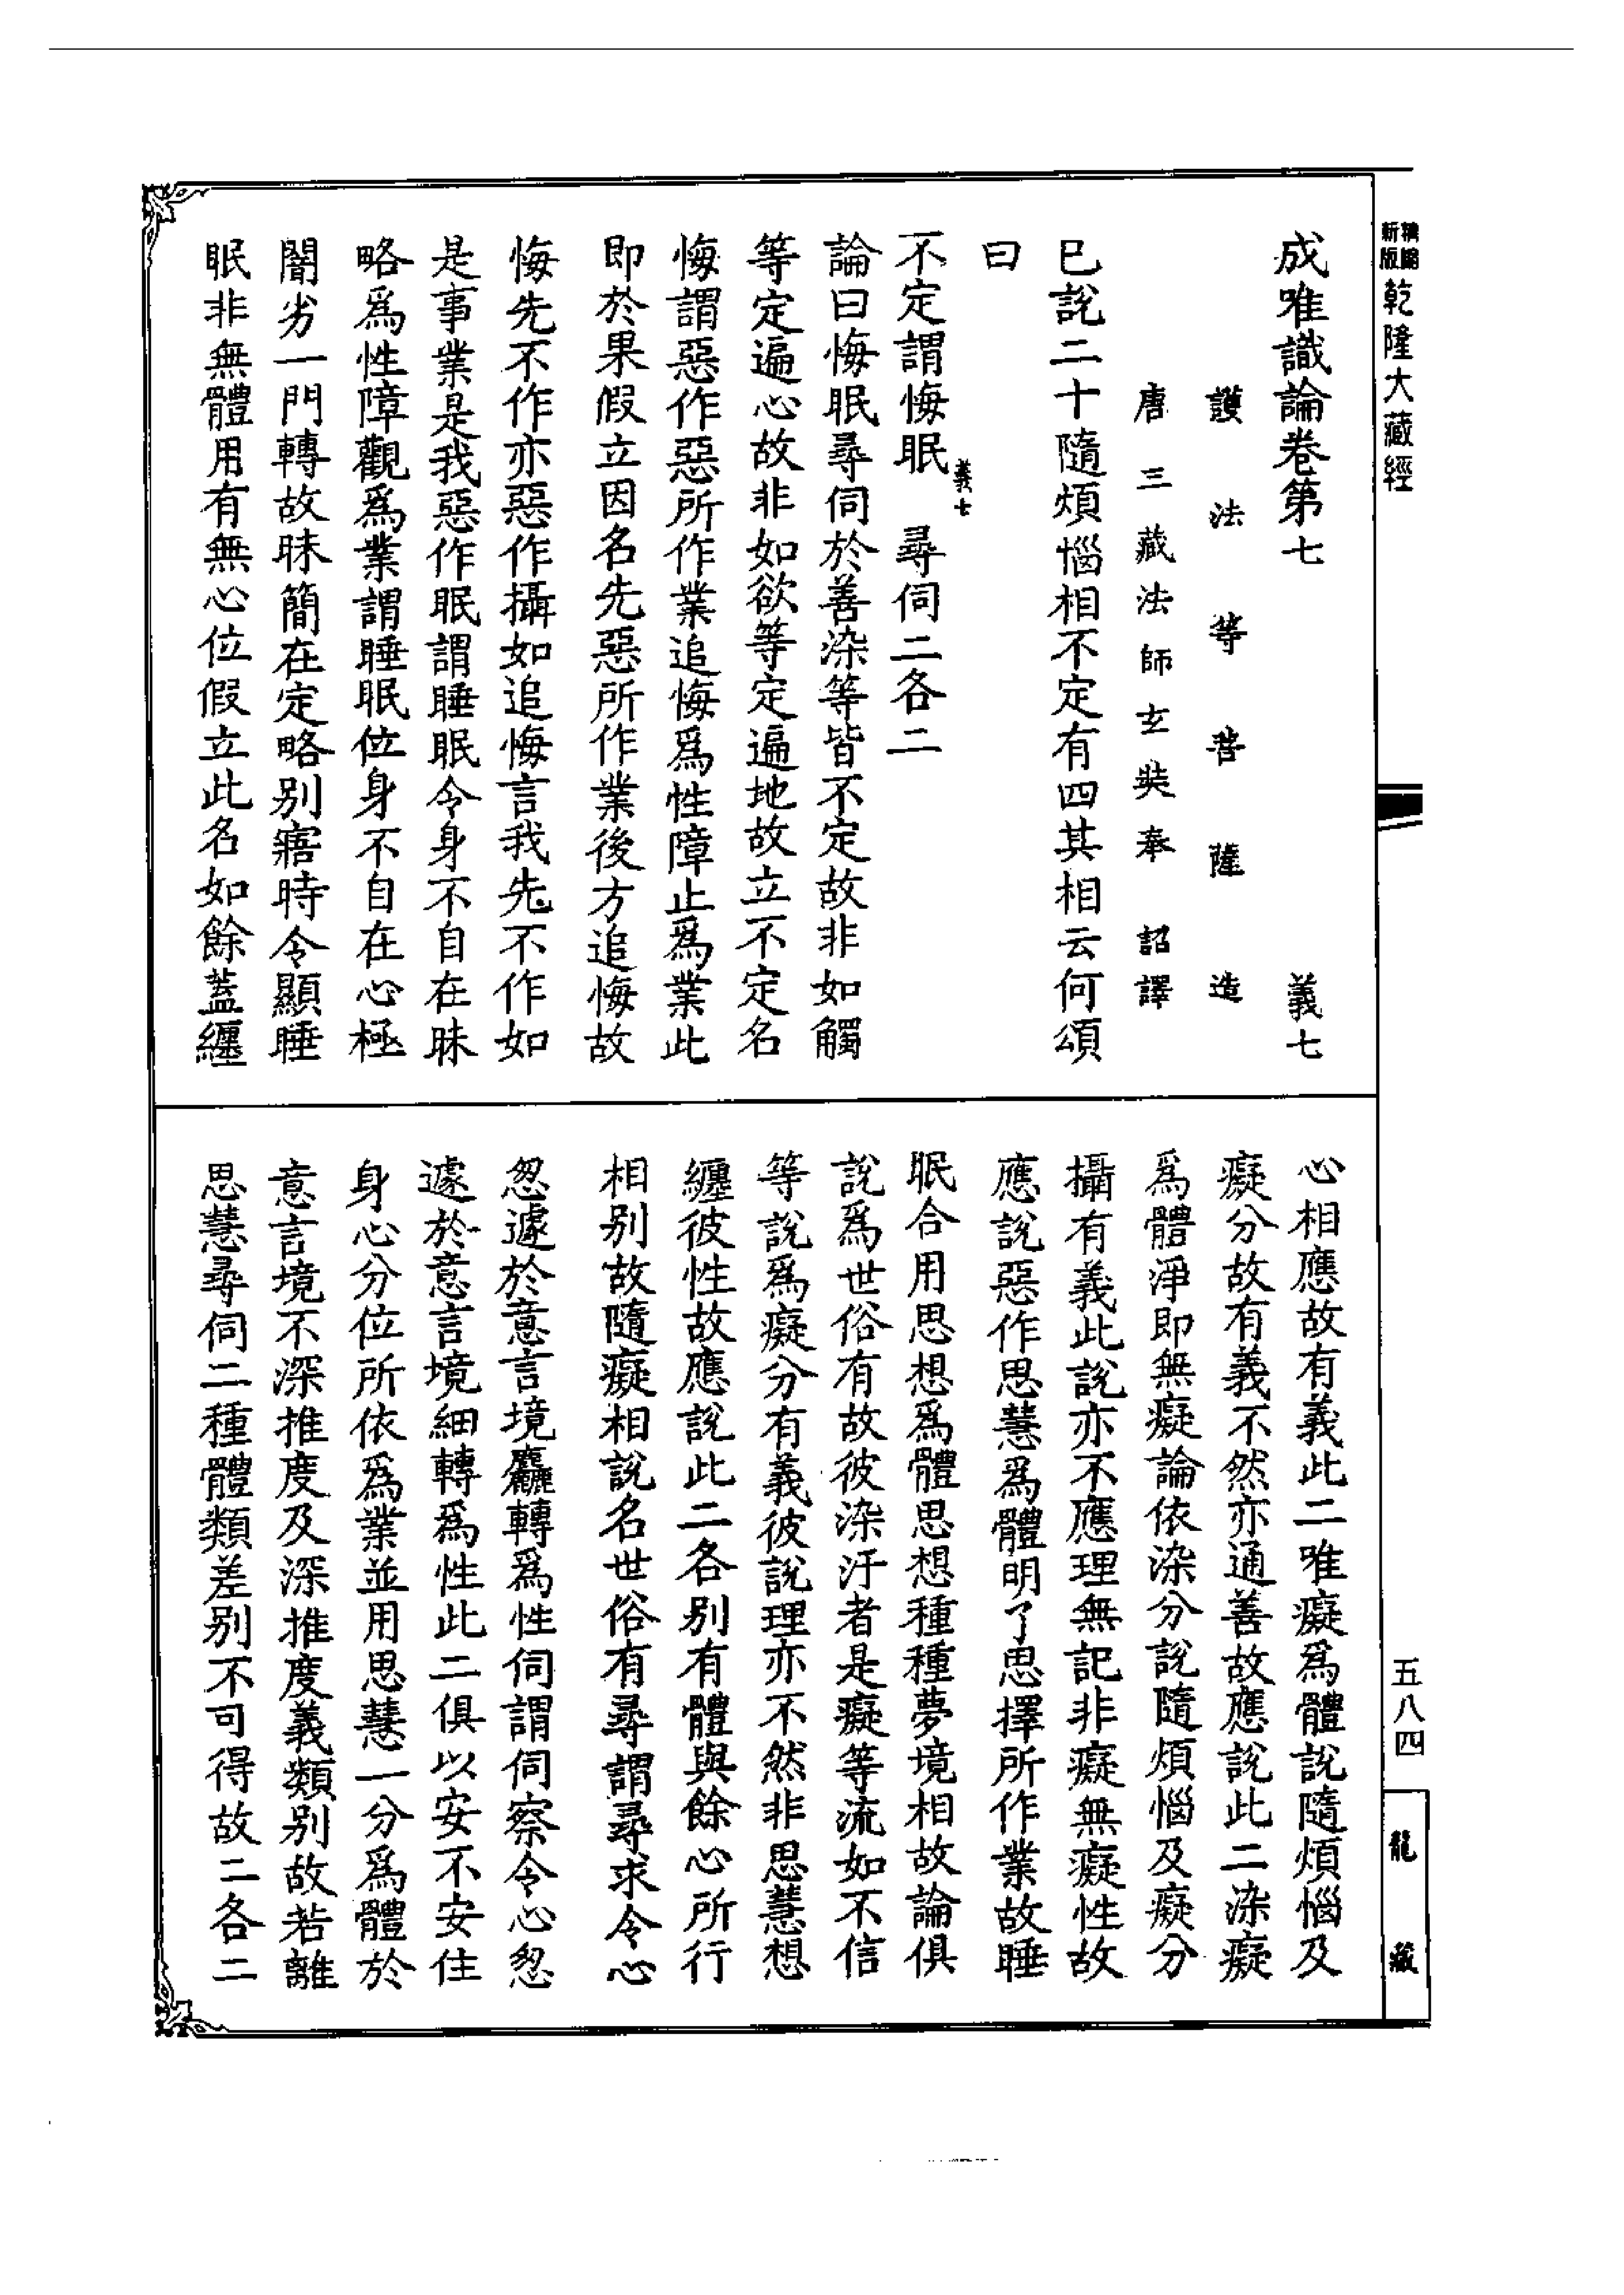 新版
精縮
乾隆大藏經
成唯識論卷第七　義七
護法等菩薩造
唐三藏法師玄奘奉　詔譯
已說二十隨煩惱相不定有四其相云何頌
曰
義七
不定謂悔眠　尋伺二各二
論曰悔眠尋伺於善染等皆不定故非如觸
等定遍心故非如欲等定遍地故立不定名
悔謂惡作惡所作業追悔爲性障止爲業此
即於果假立因名先惡所作業後方追悔故
悔先不作亦惡作攝如追悔言我先不作如
是事業是我惡作眠謂睡眠令身不自在昧
略爲性障觀爲業謂睡眠位身不自在心極
闇劣一門轉故昧簡在定略別寤時令顯睡
眠非無體用有無心位假立此名如餘蓋纏
心相應故有義此二唯癡爲體說隨煩惱及
癡分故有義不然亦通善故應說此二染癡
爲體淨即無癡論依染分說隨煩惱及癡分
攝有義此說亦不應理無記非癡無癡性故
應說惡作思慧爲體明了思擇所作業故睡
眠合用思想爲體思想種種夢境相故論俱
說爲世俗有故彼染汙者是癡等流如不信
等說爲癡分有義彼說理亦不然非思慧想
纏彼性故應說此二各別有體與餘心所行
相別故隨癡相說名世俗有尋謂尋求令心
怱遽於意言境麤轉爲性伺謂伺察令心怱
遽於意言境細轉爲性此二俱以安不安住
身心分位所依爲業並用思慧一分爲體於
意言境不深推度及深推度義類別故若離
思慧尋伺二種體類差別不可得故二各二
五八四
龍藏